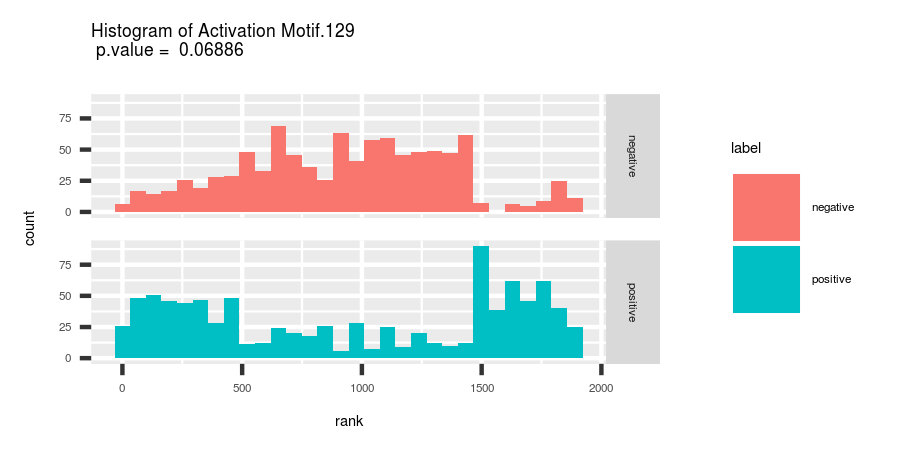 Histogram of Activation Motif.129
p.value = 0.06886
count
75
50
25
0
negative
75
50
25
0
positive
0 500 1000 1500 2000
rank
label
negative
positive